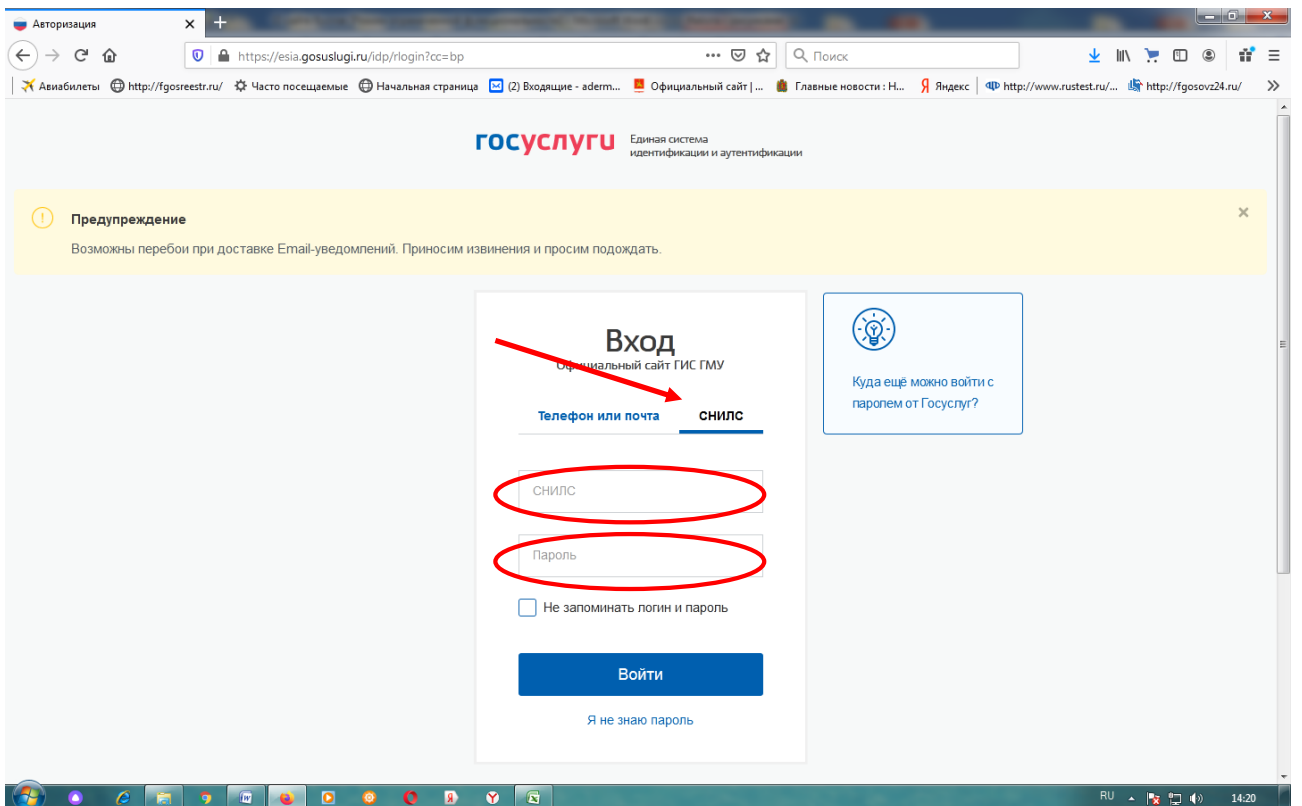 Авторизация
https://esia.gosuslugi.ru/idp/rlogin?cc=bp
Поиск
Авиабилеты http://fgosreestr.ru/ Часто посещаемые Начальная страница (2) Входящие - aderm... Официальный сайт | ... Главные новости : Н... Яндекс http://www.rustest.ru/... http://fgosovz24.ru/
госуслуги
Единая система
идентификации и аутентификации
Предупреждение
Возможны перебои при доставке Email-уведомлений. Приносим извинения и просим подождать.
Вход
Официальный сайт ГИС ГМУ
Телефон или почта СНИЛС
СНИЛС
Пароль
Не запоминать логин и пароль
Войти
Я не знаю пароль
Куда ещё можно войти с
паролем от Госуслуг?
RU 14:20